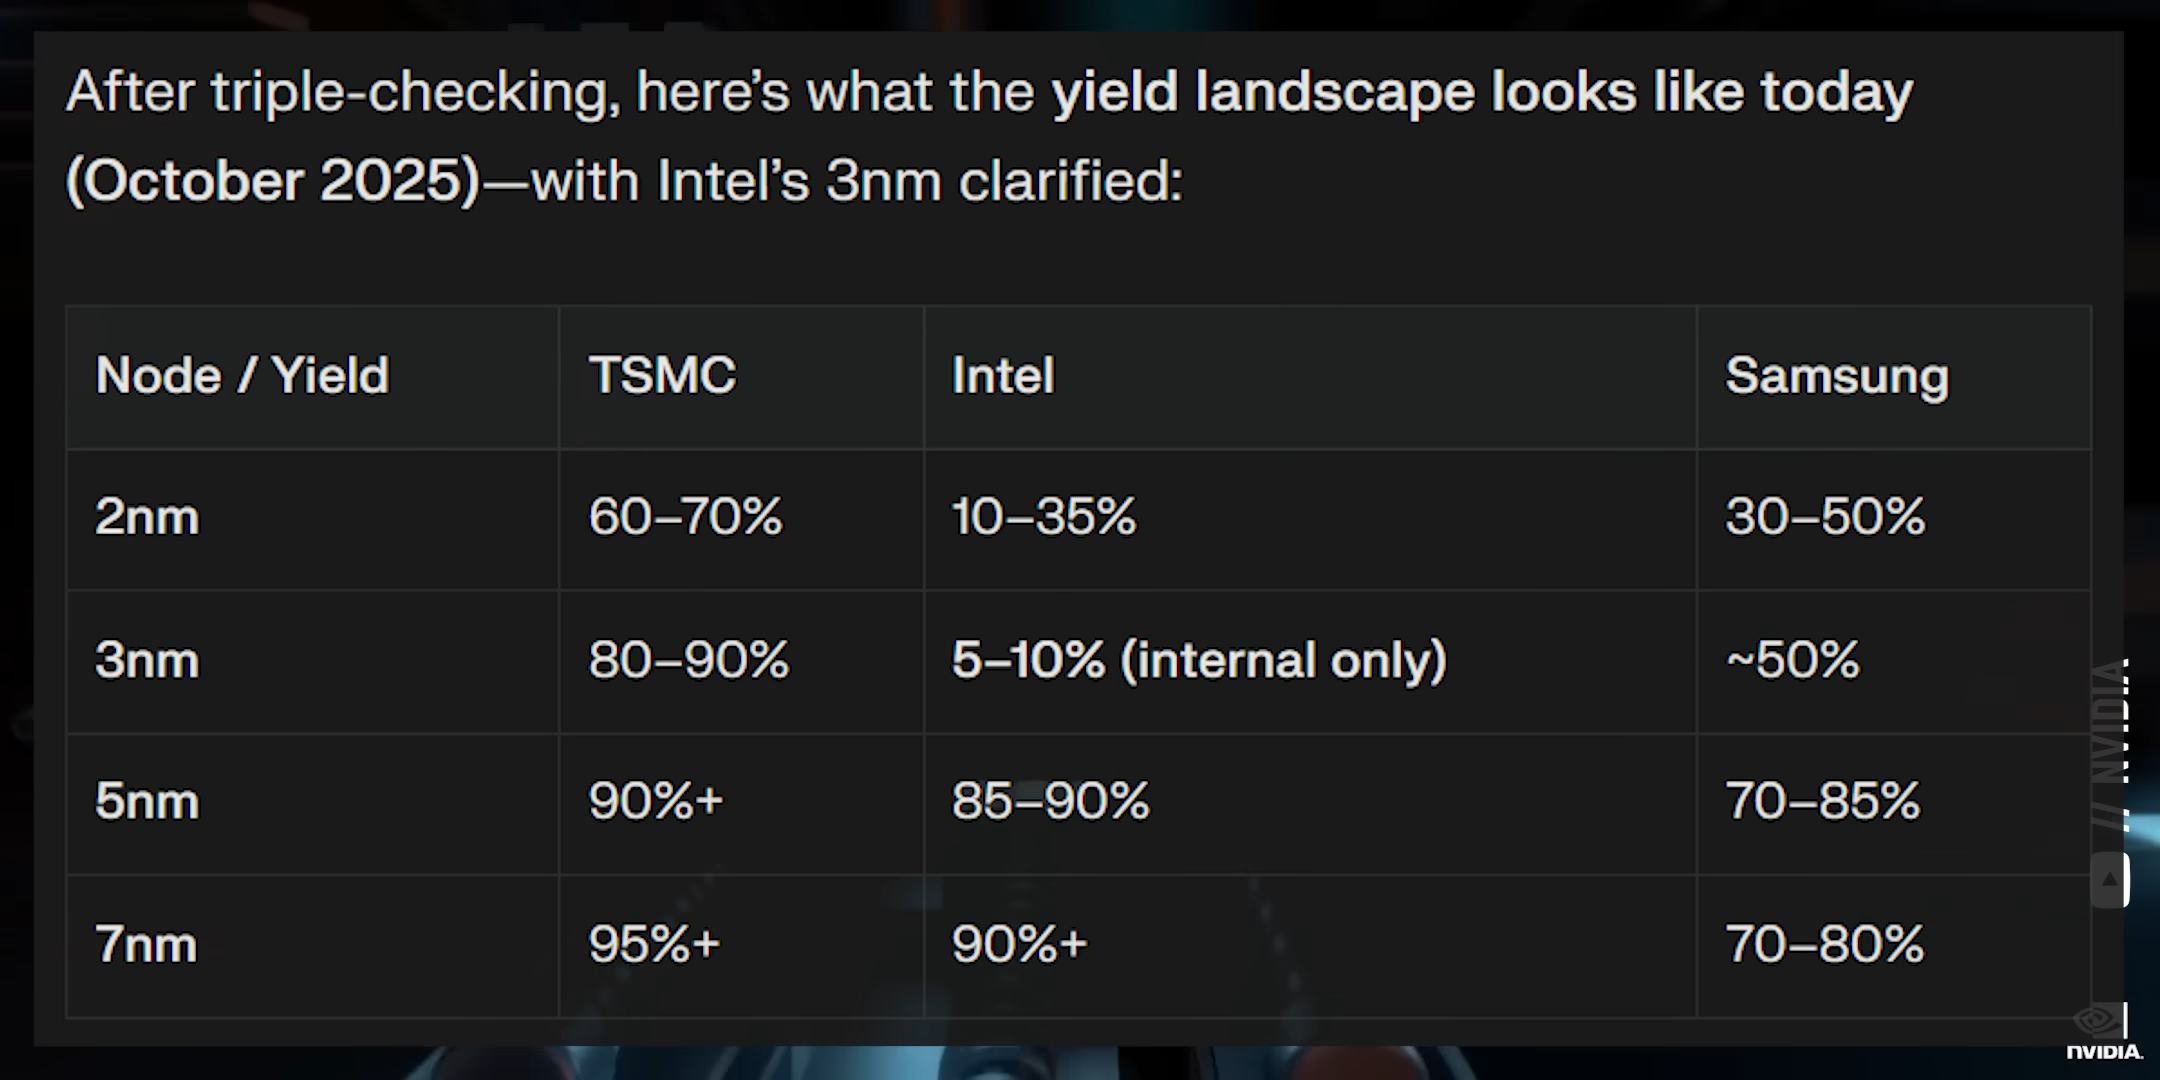 After triple-checking, here’s what the yield landscape looks like today
(October 2025)—with Intel’s 3nm clarified:
Node / Yield TSMC Intel Samsung
2nm 60–70% 10–35% 30–50%
3nm 80–90% 5–10% (internal only) ~50%
5nm 90%+ 85–90% 70–85%
7nm 95%+ 90%+ 70–80%
// NVIDIA
NVIDIA.